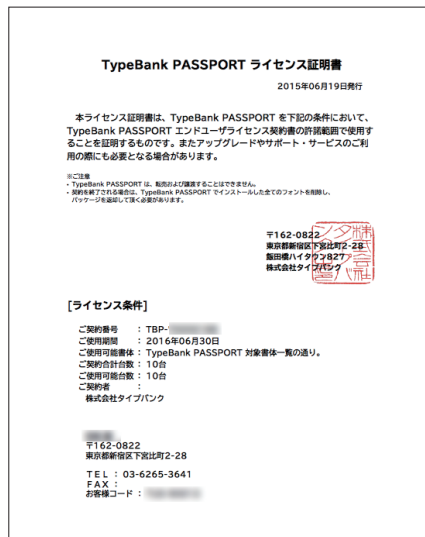 TypeBank PASSPORT ライセンス証明書
2015年06月19日発行
本ライセンス証明書は、TypeBank PASSPORT を下記の条件において、
TypeBank PASSPORT エンドユーザライセンス契約書の許諾範囲で使用す
ることを証明するものです。またアップグレードやサポート・サービスのご利
用の際にも必要となる場合があります。
※ご注意
・TypeBank PASSPORT は、転売および譲渡することはできません。
・契約を終了される場合は、TypeBank PASSPORT でインストールした全てのフォントを削除し、
パッケージを返却して頂く必要があります。
〒162-0822
東京都新宿区下宮比町2-28
飯田橋ハイタウン827
株式会社タイプバンク
[ライセンス条件]
ご契約番号 : TBP-
ご使用期間 : 2016年06月30日
ご使用可能書体 : TypeBank PASSPORT 対象書体一覧の通り。
ご契約合計台数 : 10台
ご使用可能台数 : 10台
ご契約者 :
株式会社タイプバンク
〒162-0822
東京都新宿区下宮比町2-28
TEL : 03-6265-3641
FAX :
お客様コード :